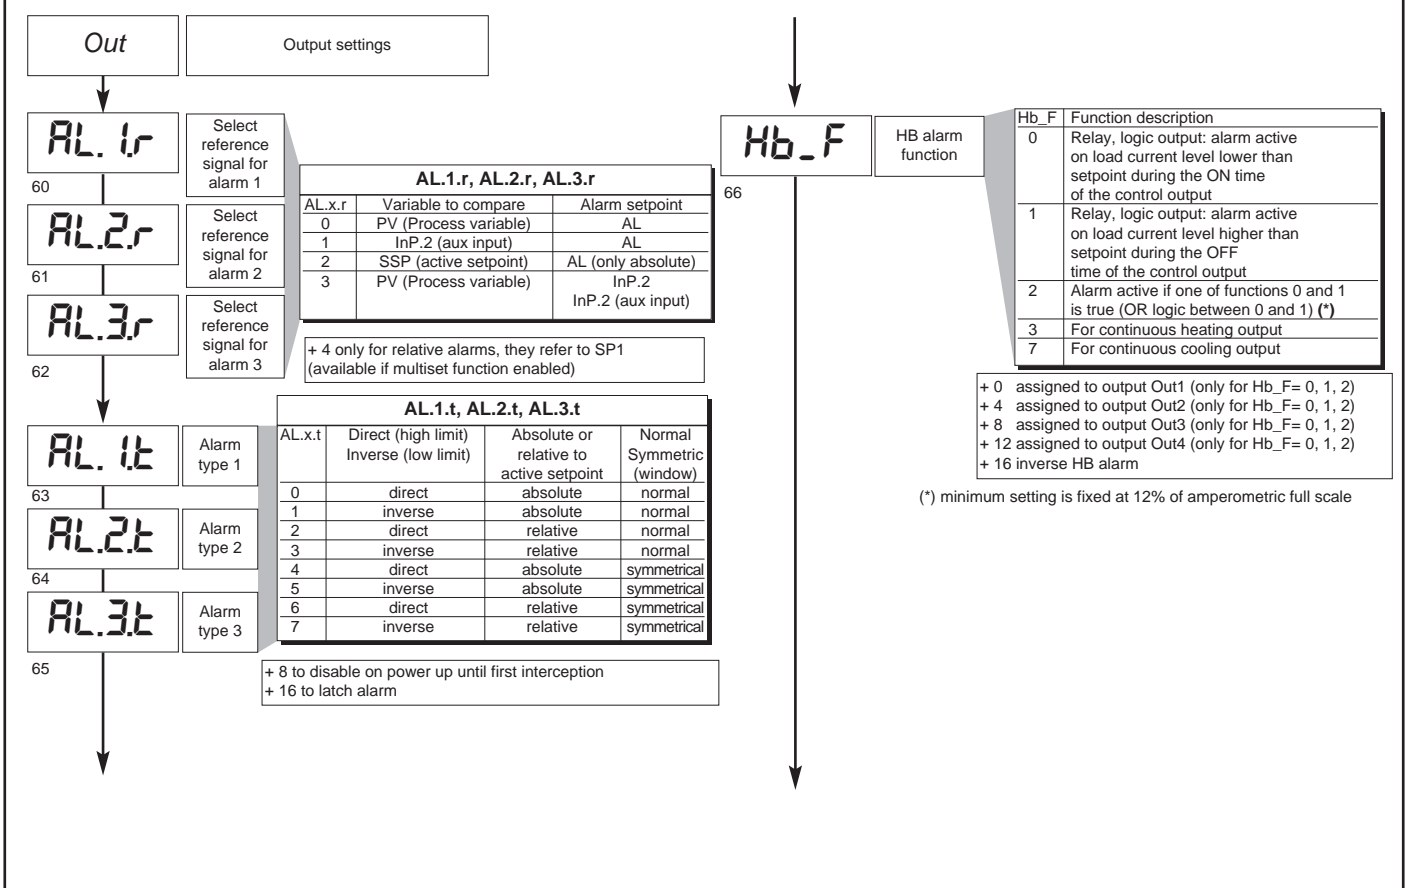 Out
Output settings
AL. 1.r
Select
reference
signal for
alarm 1
60
AL.2.r
Select
reference
signal for
alarm 2
61
AL.3.r
Select
reference
signal for
alarm 3
62
AL.1.r, AL.2.r, AL.3.r
AL.x.r Variable to compare Alarm setpoint
0 PV (Process variable) AL
1 InP.2 (aux input) AL
2 SSP (active setpoint) AL (only absolute)
3 PV (Process variable) InP.2
InP.2 (aux input)
+ 4 only for relative alarms, they refer to SP1
(available if multiset function enabled)
AL. 1.t
Alarm
type 1
63
AL.2.t
Alarm
type 2
64
AL.3.t
Alarm
type 3
65
AL.1.t, AL.2.t, AL.3.t
AL.x.t Direct (high limit) Absolute or Normal
Inverse (low limit) relative to Symmetric
active setpoint (window)
0 direct absolute normal
1 inverse absolute normal
2 direct relative normal
3 inverse relative normal
4 direct absolute symmetrical
5 inverse absolute symmetrical
6 direct relative symmetrical
7 inverse relative symmetrical
+ 8 to disable on power up until first interception
+ 16 to latch alarm
Hb_F
HB alarm
function
66
Hb_F Function description
0 Relay, logic output: alarm active
on load current level lower than
setpoint during the ON time
of the control output
1 Relay, logic output: alarm active
on load current level higher than
setpoint during the OFF
time of the control output
2 Alarm active if one of functions 0 and 1
is true (OR logic between 0 and 1) (*)
3 For continuous heating output
7 For continuous cooling output
+ 0 assigned to output Out1 (only for Hb_F= 0, 1, 2)
+ 4 assigned to output Out2 (only for Hb_F= 0, 1, 2)
+ 8 assigned to output Out3 (only for Hb_F= 0, 1, 2)
+ 12 assigned to output Out4 (only for Hb_F= 0, 1, 2)
+ 16 inverse HB alarm
(*) minimum setting is fixed at 12% of amperometric full scale